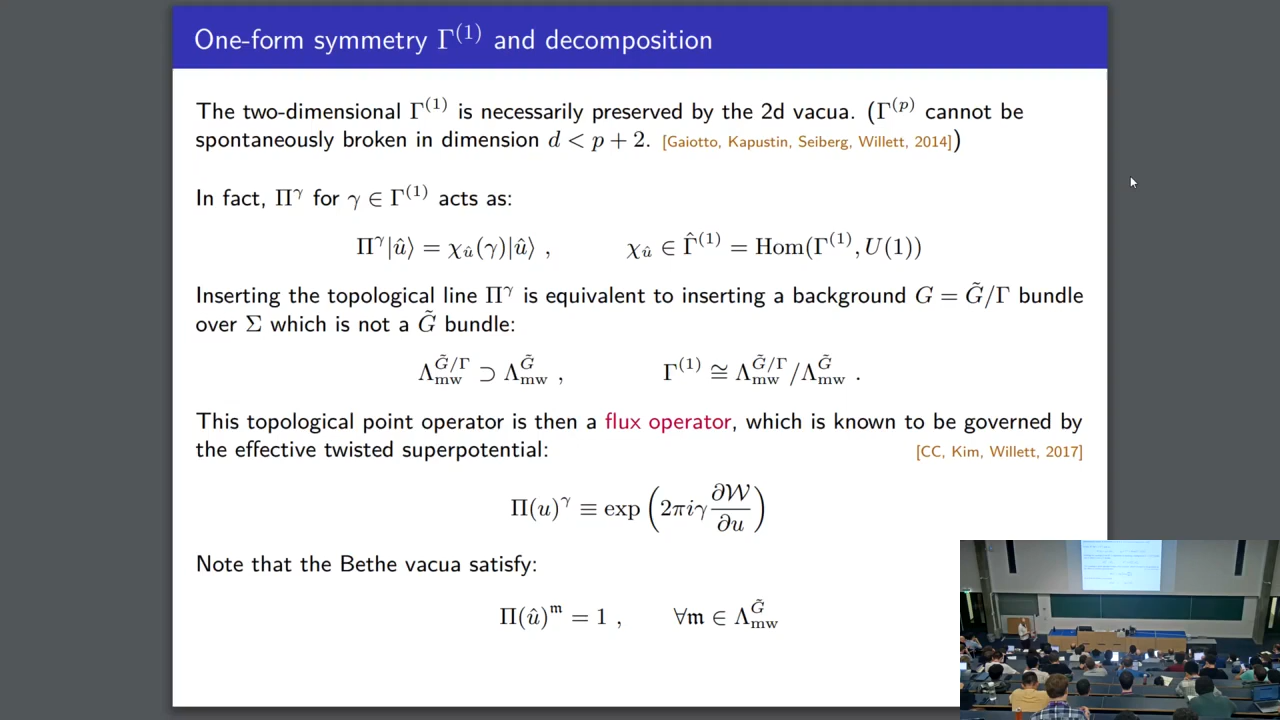 One-form symmetry Γ^(1) and decomposition
The two-dimensional Γ^(1) is necessarily preserved by the 2d vacua. (Γ^(p) cannot be
spontaneously broken in dimension d < p + 2. [Gaiotto, Kapustin, Seiberg, Willett, 2014])
In fact, Π^γ for γ ∈ Γ^(1) acts as:
Π^γ|û⟩ = χ_û(γ)|û⟩ , χ_û ∈ Γ̂^(1) = Hom(Γ^(1), U(1))
Inserting the topological line Π^γ is equivalent to inserting a background G = G̃/Γ bundle
over Σ which is not a G̃ bundle:
Λ_mw^{G̃/Γ} ⊃ Λ_mw^{G̃} , Γ^(1) ≅ Λ_mw^{G̃/Γ}/Λ_mw^{G̃} .
This topological point operator is then a flux operator, which is known to be governed by
the effective twisted superpotential: [CC, Kim, Willett, 2017]
Π(u)^γ ≡ exp (2πiγ ∂𝒲/∂u)
Note that the Bethe vacua satisfy:
Π(û)^𝔪 = 1 , ∀𝔪 ∈ Λ_mw^{G̃}